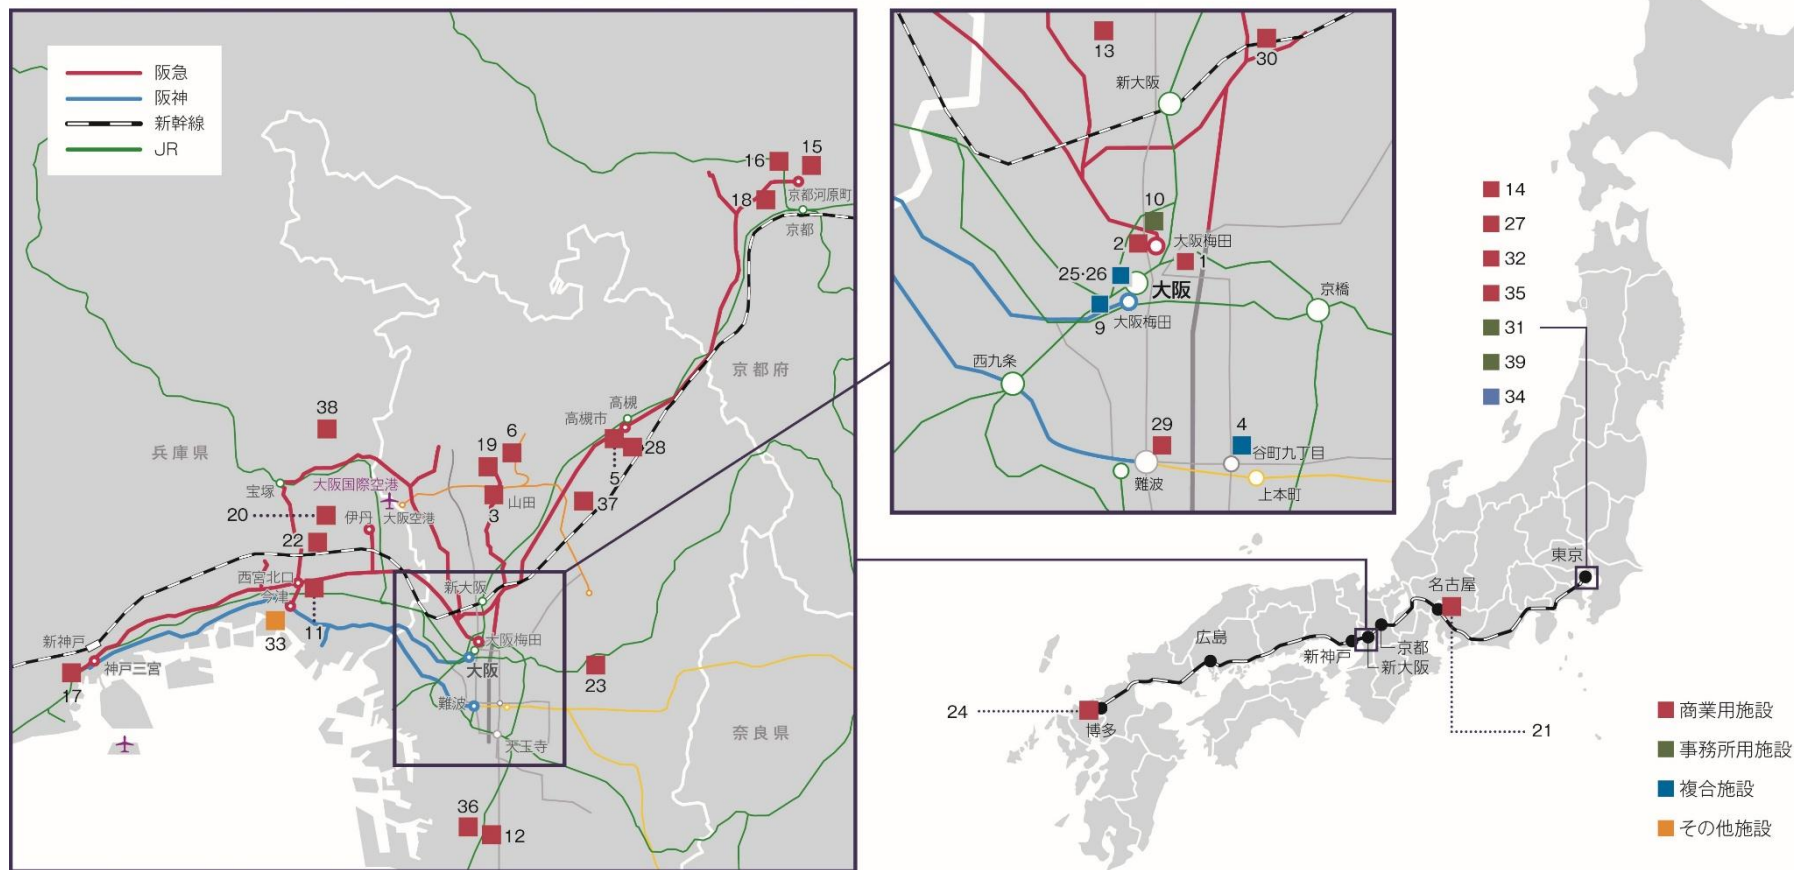 阪急
阪神
新幹線
JR
16
15
18
京都河原町
京都
京都府
兵庫県
38
高槻
高槻市
5
28
19
6
3
山田
37
宝塚
大阪国際空港
大阪空港
伊丹
20
22
西宮北口
今津
33
11
新大阪
大阪梅田
大阪
難波
天王寺
新神戸
神戸三宮
17
23
奈良県
36
12
13
30
新大阪
10
2
大阪梅田
1
25·26
大阪
9
大阪梅田
京橋
西九条
29
4
谷町九丁目
難波
上本町
14
27
32
35
31
39
34
東京
名古屋
京都
新大阪
新神戸
広島
24
博多
21
商業用施設
事務所用施設
複合施設
その他施設